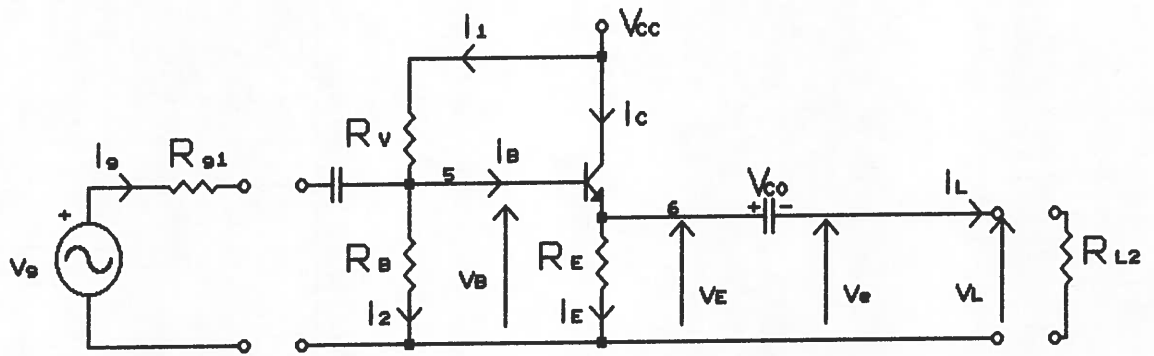 I1
VCC
IC
Ig
Rg1
RV
IB
5
VCO
IL
+
6
+ -
Vg
RB
VB
RE
VE
Ve
VL
RL2
I2
IE